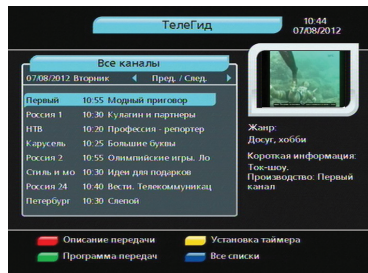 ТелеГид
10:44
07/08/2012
Все каналы
07/08/2012 Вторник Пред. / След.
Первый 10:55 Модный приговор
Россия 1 10:30 Кулагин и партнеры
НТВ 10:20 Профессия - репортер
Карусель 10:25 Большие буквы
Россия 2 10:55 Олимпийские игры. Ло
Стиль и мо 10:30 Идеи для подарков
Россия 24 10:40 Вести. Телекоммуникац
Петербург 10:30 Слепой
Жанр:
Досуг, хобби
Короткая информация:
Ток-шоу.
Производство: Первый
канал
Описание передачи
Установка таймера
Программа передач
Все списки